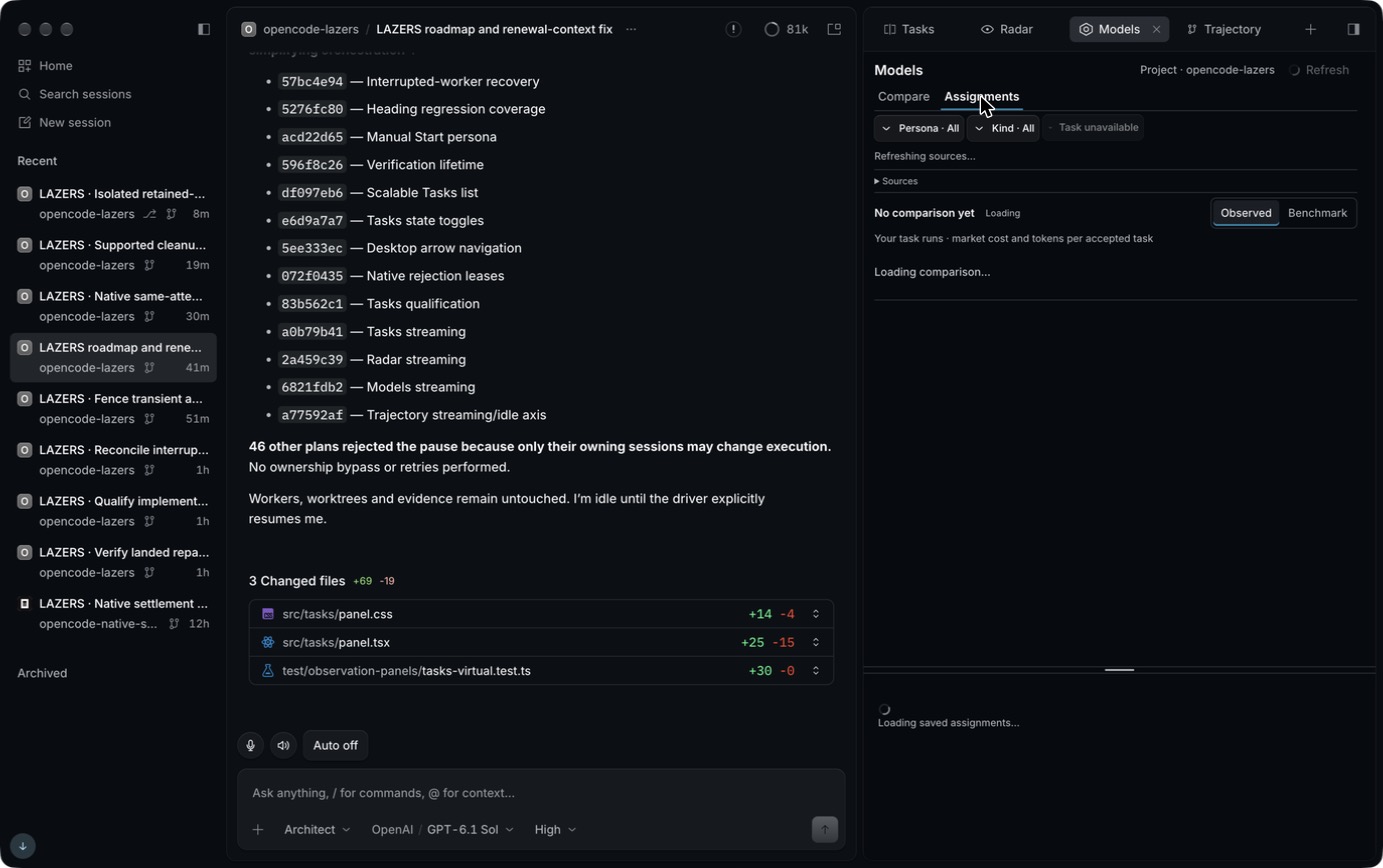 Home
Search sessions
New session
Recent
LAZERS · Isolated retained-...
opencode-lazers 8m
LAZERS · Supported cleanu...
opencode-lazers 19m
LAZERS · Native same-atte...
opencode-lazers 30m
LAZERS roadmap and rene...
opencode-lazers 41m
LAZERS · Fence transient a...
opencode-lazers 51m
LAZERS · Reconcile interrup...
opencode-lazers 1h
LAZERS · Qualify implement...
opencode-lazers 1h
LAZERS · Verify landed repa...
opencode-lazers 1h
LAZERS · Native settlement ...
opencode-native-s... 12h
Archived
opencode-lazers / LAZERS roadmap and renewal-context fix ... 81k
57bc4e94 — Interrupted-worker recovery
5276fc80 — Heading regression coverage
acd22d65 — Manual Start persona
596f8c26 — Verification lifetime
df097eb6 — Scalable Tasks list
e6d9a7a7 — Tasks state toggles
5ee333ec — Desktop arrow navigation
072f0435 — Native rejection leases
83b562c1 — Tasks qualification
a0b79b41 — Tasks streaming
2a459c39 — Radar streaming
6821fdb2 — Models streaming
a77592af — Trajectory streaming/idle axis
46 other plans rejected the pause because only their owning sessions may change execution.
No ownership bypass or retries performed.
Workers, worktrees and evidence remain untouched. I'm idle until the driver explicitly
resumes me.
3 Changed files +69 -19
src/tasks/panel.css +14 -4
src/tasks/panel.tsx +25 -15
test/observation-panels/tasks-virtual.test.ts +30 -0
Auto off
Ask anything, / for commands, @ for context...
Architect OpenAI / GPT-6.1 Sol High
Tasks Radar Models Trajectory
Models Project · opencode-lazers Refresh
Compare Assignments
Persona · All Kind · All Task unavailable
Refreshing sources...
Sources
No comparison yet Loading Observed Benchmark
Your task runs · market cost and tokens per accepted task
Loading comparison...
Loading saved assignments...